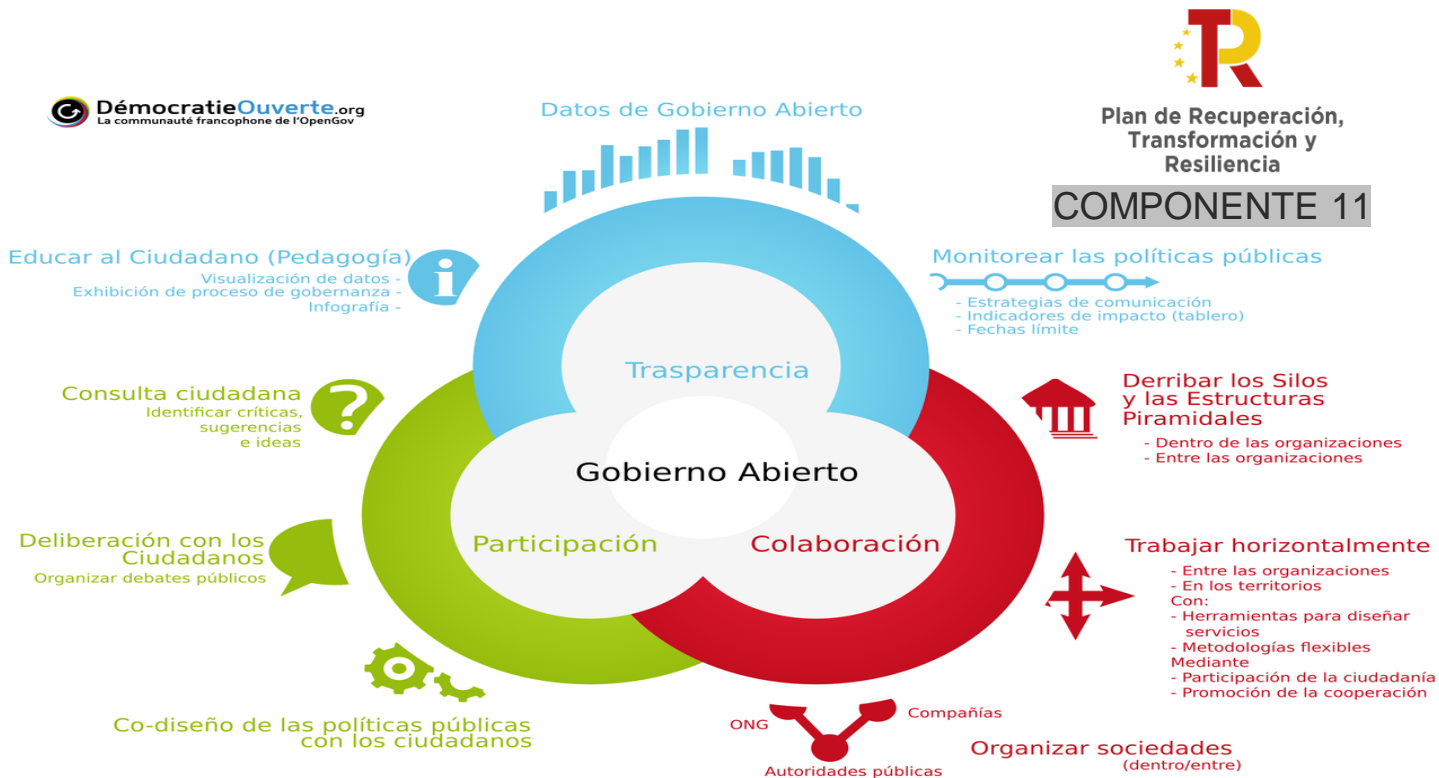 DémocratieOuverte.org
La communauté francophone de l'OpenGov
Plan de Recuperación,
Transformación y
Resiliencia
COMPONENTE 11
Datos de Gobierno Abierto
Educar al Ciudadano (Pedagogía)
Visualización de datos -
Exhibición de proceso de gobernanza -
Infografía -
Monitorear las políticas públicas
- Estrategias de comunicación
- Indicadores de impacto (tablero)
- Fechas límite
Trasparencia
Gobierno Abierto
Participación
Colaboración
Consulta ciudadana
Identificar críticas,
sugerencias
e ideas
Deliberación con los
Ciudadanos
Organizar debates públicos
Co-diseño de las políticas públicas
con los ciudadanos
Derribar los Silos
y las Estructuras
Piramidales
- Dentro de las organizaciones
- Entre las organizaciones
Trabajar horizontalmente
- Entre las organizaciones
- En los territorios
Con:
- Herramientas para diseñar
servicios
- Metodologías flexibles
Mediante
- Participación de la ciudadanía
- Promoción de la cooperación
ONG
Compañías
Autoridades públicas
Organizar sociedades
(dentro/entre)